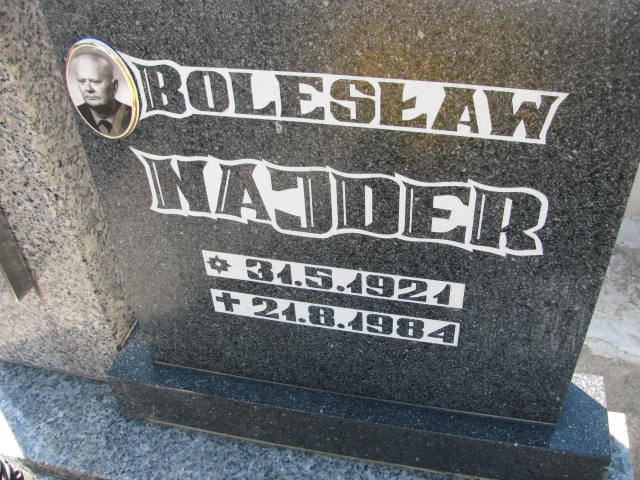 BOLESŁAW
NAJDER
✡ 31.5.1921
✝ 21.8.1984